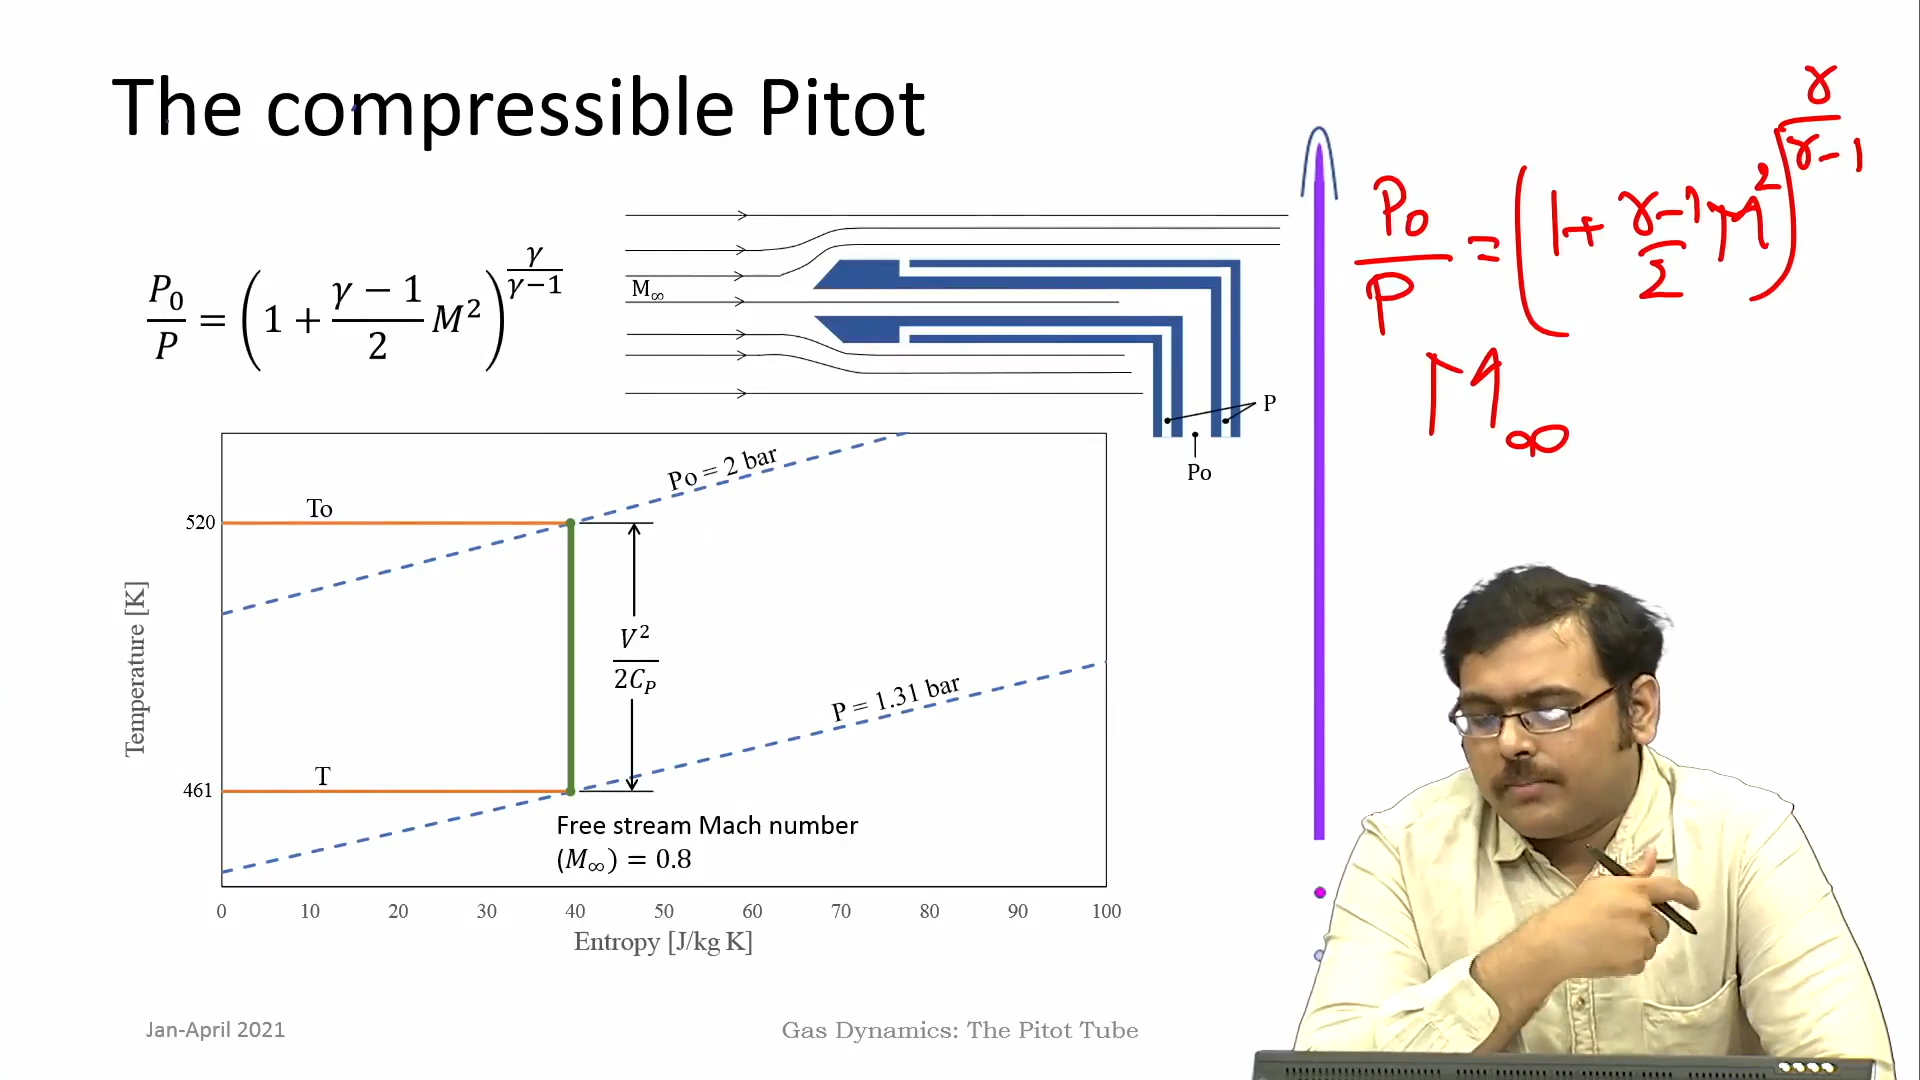 The compressible Pitot
P₀/P = (1 + (γ − 1)/2 M²)^(γ/(γ−1))
M∞
P
Po
Po/P = (1 + (γ−1)/2 M²)^(γ/(γ−1))
M∞
Po = 2 bar
520
To
V²/2C_P
Temperature [K]
P = 1.31 bar
461
T
Free stream Mach number
(M∞) = 0.8
0 10 20 30 40 50 60 70 80 90 100
Entropy [J/kg K]
Jan-April 2021
Gas Dynamics: The Pitot Tube